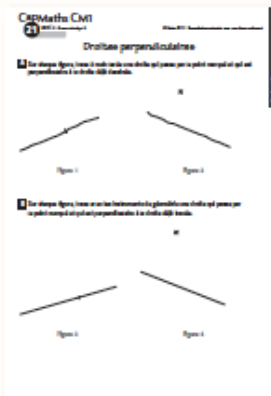 CAPMaths CM1
21
Droites perpendiculaires
A Sur chaque figure, trace à main levée une droite qui passe par le point marqué et qui est
perpendiculaire à la droite déjà tracée.
Figure 1
Figure 2
B Sur chaque figure, trace avec tes instruments de géométrie une droite qui passe par
le point marqué et qui est perpendiculaire à la droite déjà tracée.
Figure 3
Figure 4